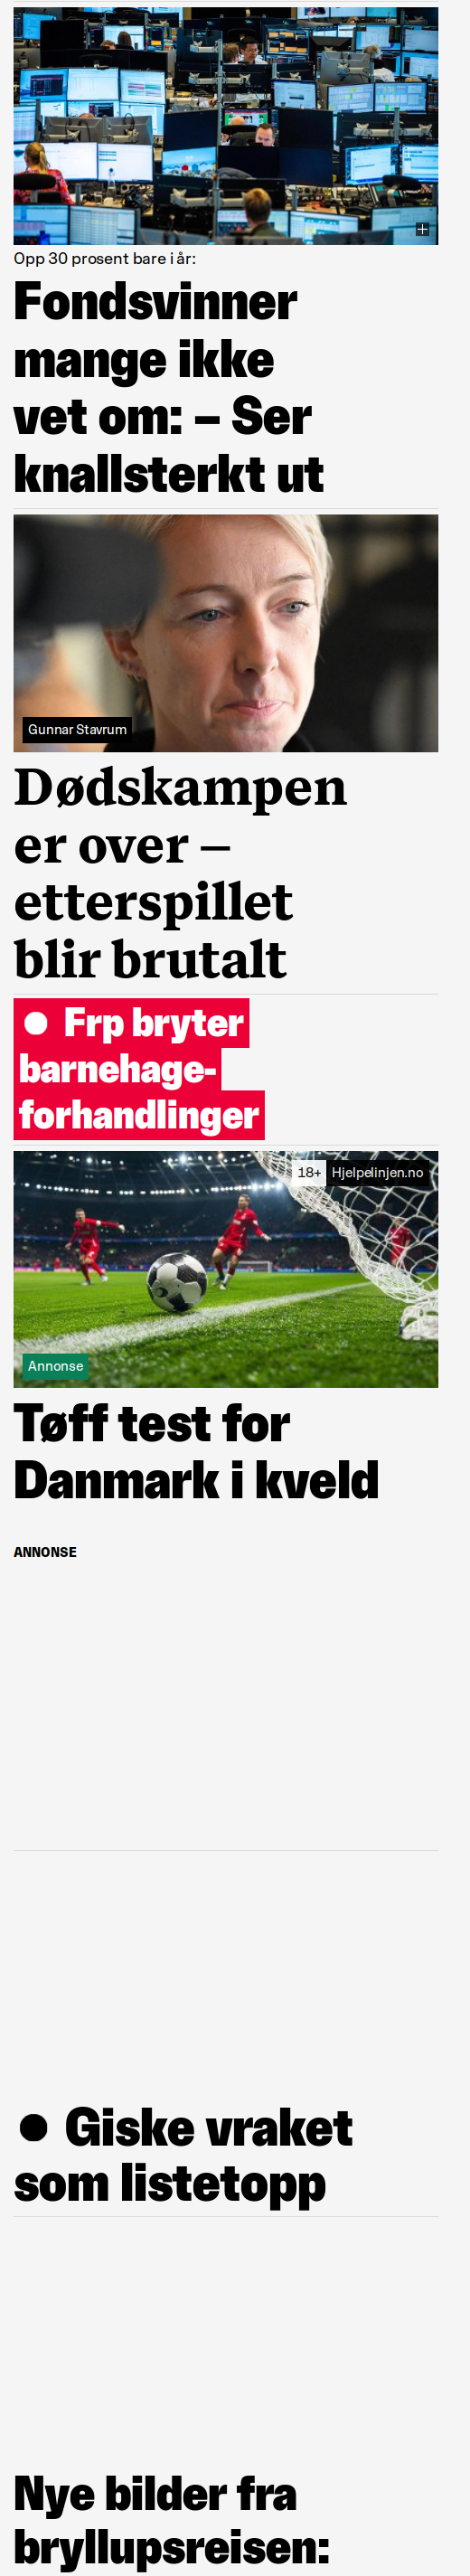 Opp 30 prosent bare i år:
Fondsvinner
mange ikke
vet om: – Ser
knallsterkt ut
Gunnar Stavrum
Dødskampen
er over –
etterspillet
blir brutalt
● Frp bryter
barnehage-
forhandlinger
18+ Hjelpelinjen.no
Annonse
Tøff test for
Danmark i kveld
ANNONSE
● Giske vraket
som listetopp
Nye bilder fra
bryllupsreisen: